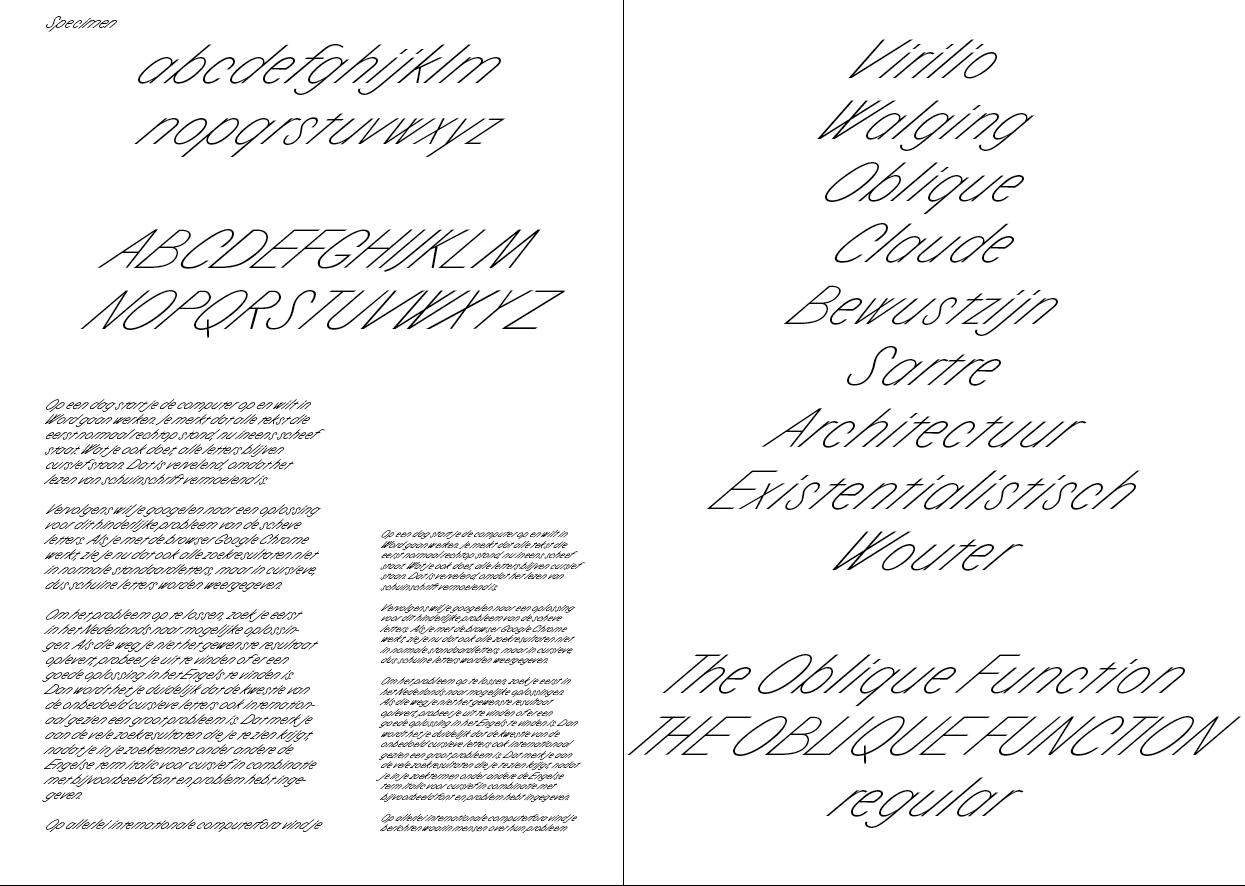 Specimen
abcdefghijklm
nopqrstuvwxyz
ABCDEFGHIJKLM
NOPQRSTUVWXYZ
Op een dag start je de computer op en wilt in
Word gaan werken. Je merkt dat alle tekst die
eerst normaal rechtop stond, nu ineens scheef
staat. Wat je ook doet, alle letters blijven
cursief staan. Dat is vervelend, omdat het
lezen van schuinschrift vermoeiend is.
Vervolgens wil je googelen naar een oplossing
voor dit hinderlijke probleem van de scheve
letters. Als je met de browser Google Chrome
werkt, zie je nu dat ook alle zoekresultaten niet
in normale standaardletters, maar in cursieve,
dus schuine letters worden weergegeven.
Om het probleem op te lossen, zoek je eerst
in het Nederlands naar mogelijke oplossin-
gen. Als die weg je niet het gewenste resultaat
oplevert, probeer je uit te vinden of er een
goede oplossing in het Engels te vinden is.
Dan wordt het je duidelijk dat de kwestie van
de onbedoeld cursieve letters ook internation-
aal gezien een groot probleem is. Dat merk je
aan de vele zoekresultaten die je te zien krijgt,
nadat je in je zoektermen onder andere de
Engelse term italic voor cursief in combinatie
met bijvoorbeeld font en problem hebt inge-
geven.
Op allerlei internationale computerfora vind je
Op een dag start je de computer op en wilt in
Word gaan werken. Je merkt dat alle tekst die
eerst normaal rechtop stond, nu ineens scheef
staat. Wat je ook doet, alle letters blijven cursief
staan. Dat is vervelend, omdat het lezen van
schuinschrift vermoeiend is.
Vervolgens wil je googelen naar een oplossing
voor dit hinderlijke probleem van de scheve
letters. Als je met de browser Google Chrome
werkt, zie je nu dat ook alle zoekresultaten niet
in normale standaardletters, maar in cursieve
dus schuine letters worden weergegeven.
Om het probleem op te lossen, zoek je eerst in
het Nederlands naar mogelijke oplossingen.
Als die weg je niet het gewenste resultaat
oplevert, probeer je uit te vinden of er een
goede oplossing in het Engels te vinden is. Dan
wordt het je duidelijk dat de kwestie van de
onbedoeld cursieve letters ook internationaal
gezien een groot probleem is. Dat merk je aan
de vele zoekresultaten die je te zien krijgt, nadat
je in je zoektermen onder andere de Engelse
term italic voor cursief in combinatie met
bijvoorbeeld font en problem hebt ingegeven.
Op allerlei internationale computerfora vind je
berichten waarin mensen over hun probleem
Virilio
Walging
Oblique
Claude
Bewustzijn
Sartre
Architectuur
Existentialistisch
Wouter
The Oblique Function
THE OBLIQUE FUNCTION
regular